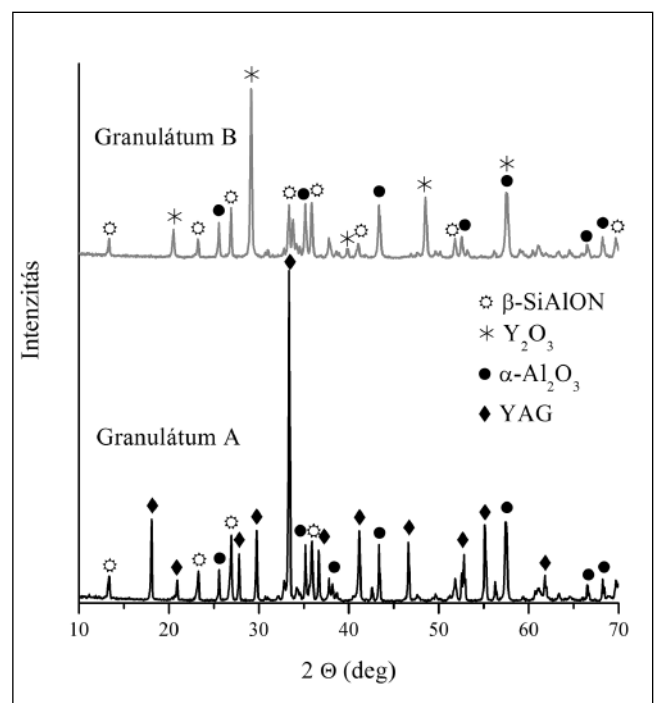 Granulátum B
Intenzitás
β-SiAlON
Y₂O₃
α-Al₂O₃
YAG
Granulátum A
10 20 30 40 50 60 70
2 Θ (deg)